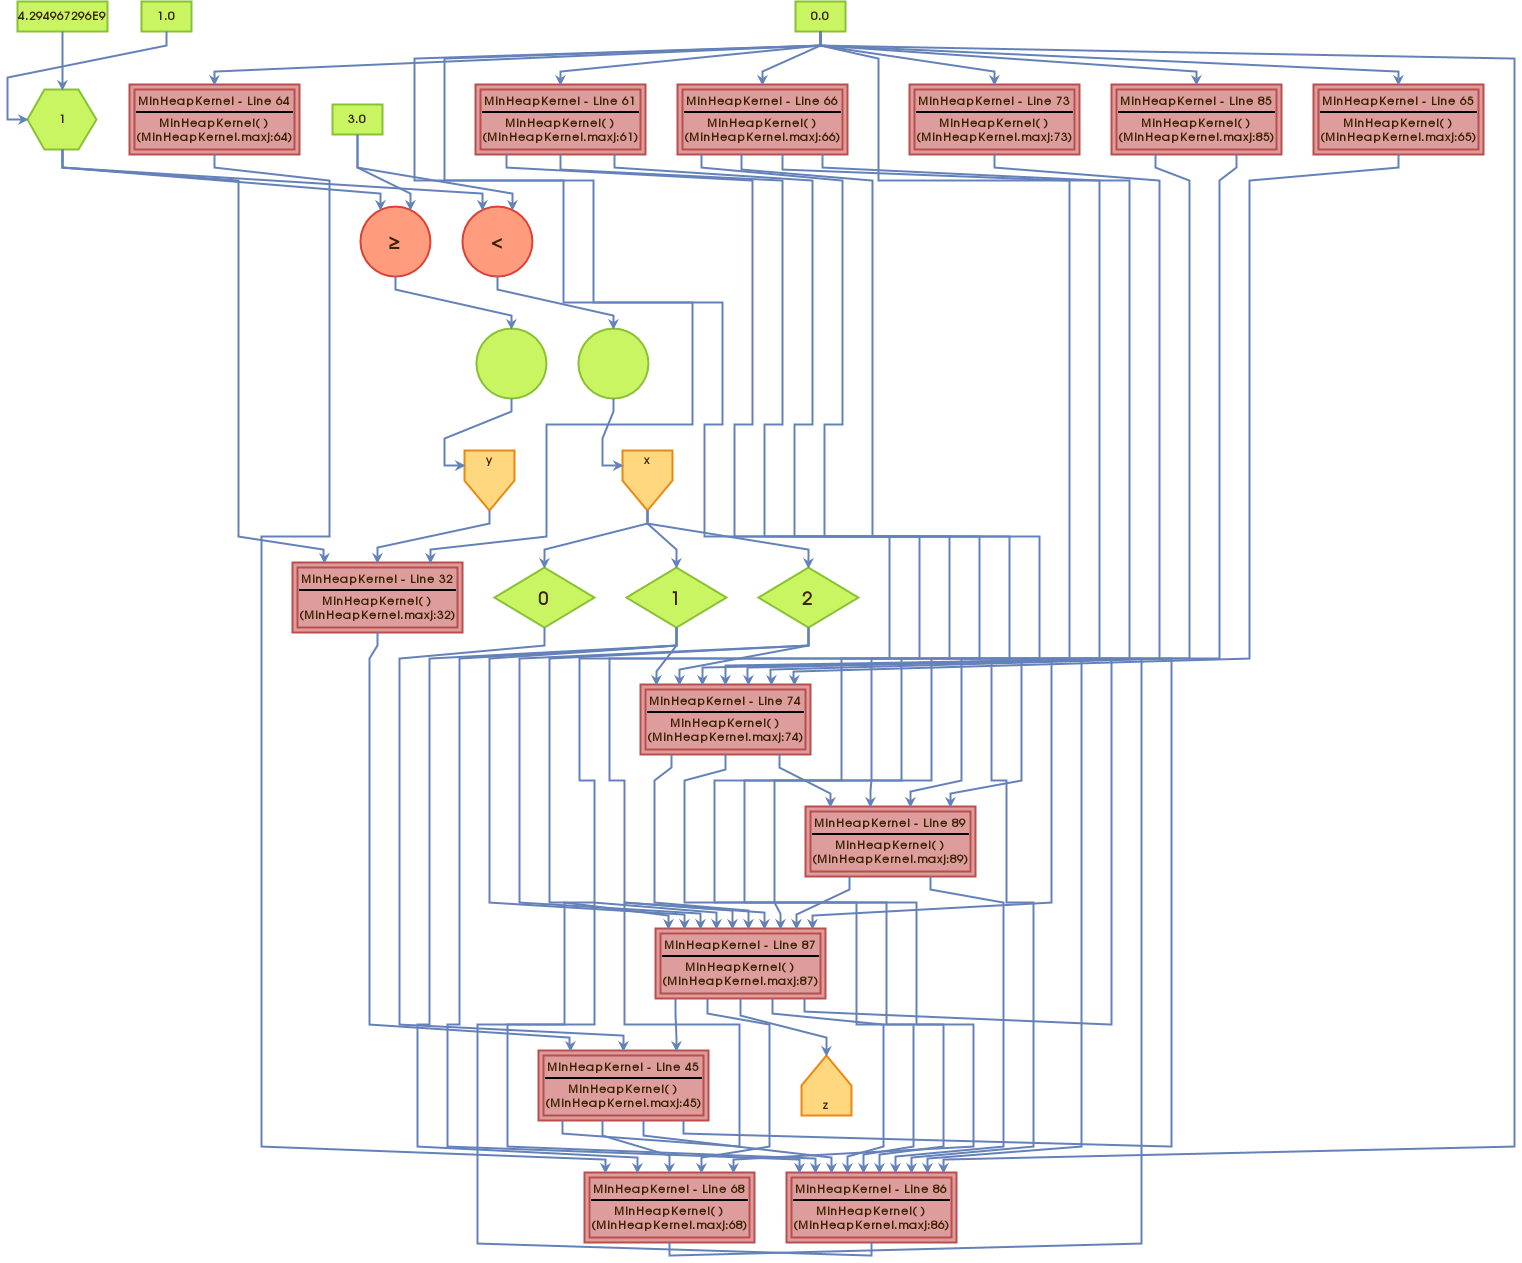 4.294967296E9
1.0
0.0
1
MinHeapKernel - Line 64
MinHeapKernel()
(MinHeapKernel.maxj:64)
3.0
MinHeapKernel - Line 61
MinHeapKernel()
(MinHeapKernel.maxj:61)
MinHeapKernel - Line 66
MinHeapKernel()
(MinHeapKernel.maxj:66)
MinHeapKernel - Line 73
MinHeapKernel()
(MinHeapKernel.maxj:73)
MinHeapKernel - Line 85
MinHeapKernel()
(MinHeapKernel.maxj:85)
MinHeapKernel - Line 65
MinHeapKernel()
(MinHeapKernel.maxj:65)
≥
<
y
x
MinHeapKernel - Line 32
MinHeapKernel()
(MinHeapKernel.maxj:32)
0
1
2
MinHeapKernel - Line 74
MinHeapKernel()
(MinHeapKernel.maxj:74)
MinHeapKernel - Line 89
MinHeapKernel()
(MinHeapKernel.maxj:89)
MinHeapKernel - Line 87
MinHeapKernel()
(MinHeapKernel.maxj:87)
MinHeapKernel - Line 45
MinHeapKernel()
(MinHeapKernel.maxj:45)
z
MinHeapKernel - Line 68
MinHeapKernel()
(MinHeapKernel.maxj:68)
MinHeapKernel - Line 86
MinHeapKernel()
(MinHeapKernel.maxj:86)